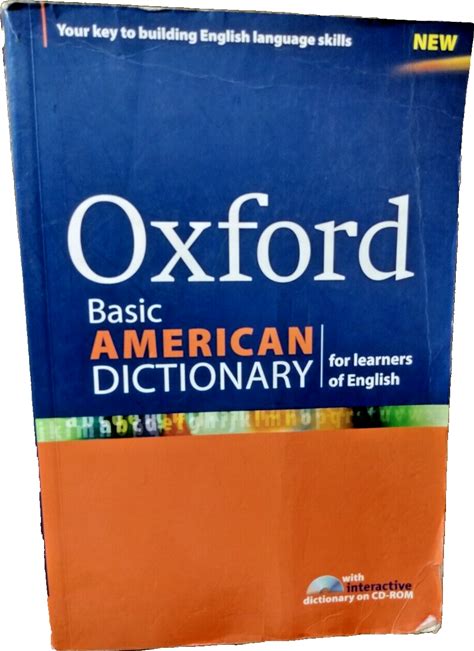 Your key to building English language skills
NEW
Oxford
Basic
AMERICAN
DICTIONARY
for learners
of English
abcdefghijklmnopqrstuvw
with
interactive
dictionary on CD-ROM